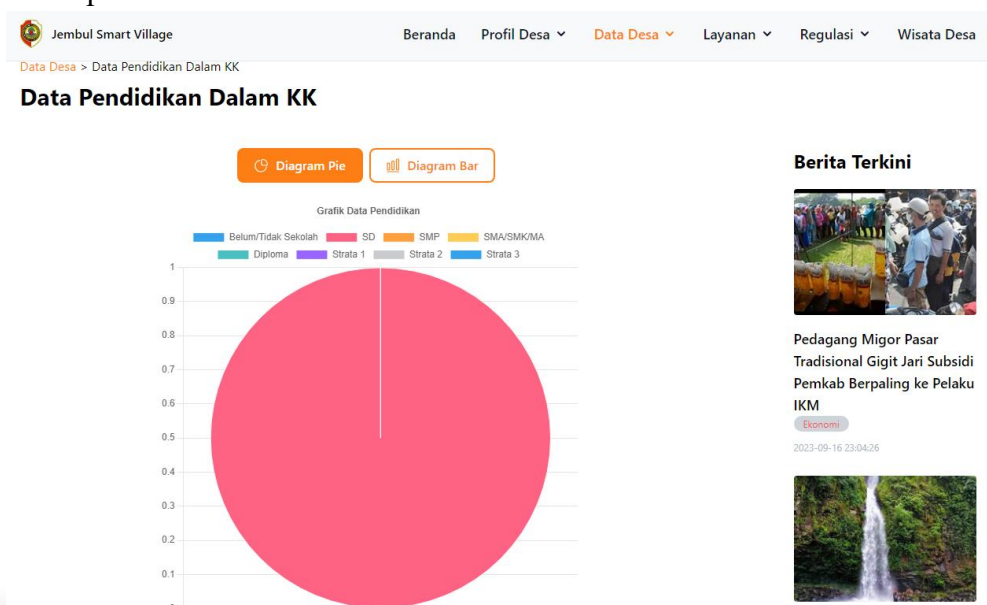 Jembul Smart Village
Beranda Profil Desa Data Desa Layanan Regulasi Wisata Desa
Data Desa > Data Pendidikan Dalam KK
Data Pendidikan Dalam KK
Diagram Pie Diagram Bar
Grafik Data Pendidikan
Belum/Tidak Sekolah SD SMP SMA/SMK/MA
Diploma Strata 1 Strata 2 Strata 3
1
0.9
0.8
0.7
0.6
0.5
0.4
0.3
0.2
0.1
Berita Terkini
Pedagang Migor Pasar
Tradisional Gigit Jari Subsidi
Pemkab Berpaling ke Pelaku
IKM
Ekonomi
2023-09-16 23:04:26